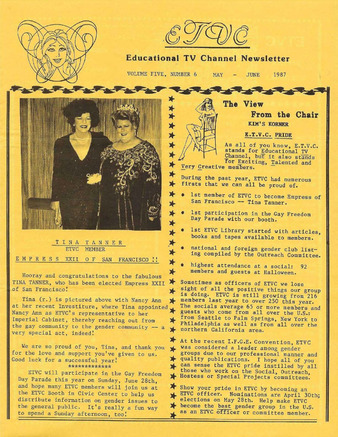 ETVC
Educational TV Channel Newsletter
VOLUME FIVE, NUMBER 6 MAY - JUNE 1987
TINA TANNER
ETVC MEMBER
EMPRESS XXII OF SAN FRANCISCO !!
Hooray and congratulations to the fabulous
TINA TANNER, who has been elected Empress XXII
of San Francisco!
Tina (r.) is pictured above with Nancy Ann
at her recent Investiture, where Tina appointed
Nancy Ann as ETVC's representative to her
Imperial Cabinet, thereby reaching out from
the gay community to the gender community -- a
very special act, indeed!
We are so proud of you, Tina, and thank you
for the love and support you've given to us.
Good luck for a successful year!
ETVC will participate in the Gay Freedom
Day Parade this year on Sunday, June 28th,
and hopes many ETVC members will join us at
the ETVC Booth in Civic Center to help us
distribute information on gender issues to
the general public. It's really a fun way
to spend a Sunday afternoon, too!
The View
From the Chair
KIM'S KORNER
E.T.V.C. PRIDE
As all of you know, E.T.V.C.
stands for Educational TV
Channel, but it also stands
for Exciting, Talented and
Very Creative members.
During the past year, ETVC had numerous
firsts that we can all be proud of.
* 1st member of ETVC to become Empress of
San Francisco -- Tina Tanner.
* 1st participation in the Gay Freedom
Day Parade with our booth.
* 1st ETVC Library started with articles,
books and tapes available to members.
* national and foreign gender club list-
ing compiled by the Outreach Committee.
* highest attendance at a social: 92
members and guests at Halloween.
Sometimes as officers of ETVC we lose
sight of all the positive things our group
is doing. ETVC is still growing from 218
members last year to over 250 this year.
The socials average 65 or more members and
guests who come from all over the U.S.,
from Seattle to Palm Springs, New York to
Philadelphia as well as from all over the
northern California area.
At the recent I.F.G.E. Convention, ETVC
was considered a leader among gender
groups due to our professional manner and
quality publications. I hope all of you
can sense the ETVC pride instilled by all
those who work on the Social, Outreach,
Hostess or Special Projects committees.
Show your pride in ETVC by becoming an
ETVC officer. Nominations are April 30th;
elections on May 28th. Help make ETVC
become the best gender group in the U.S.
as an ETVC officer or committee member.